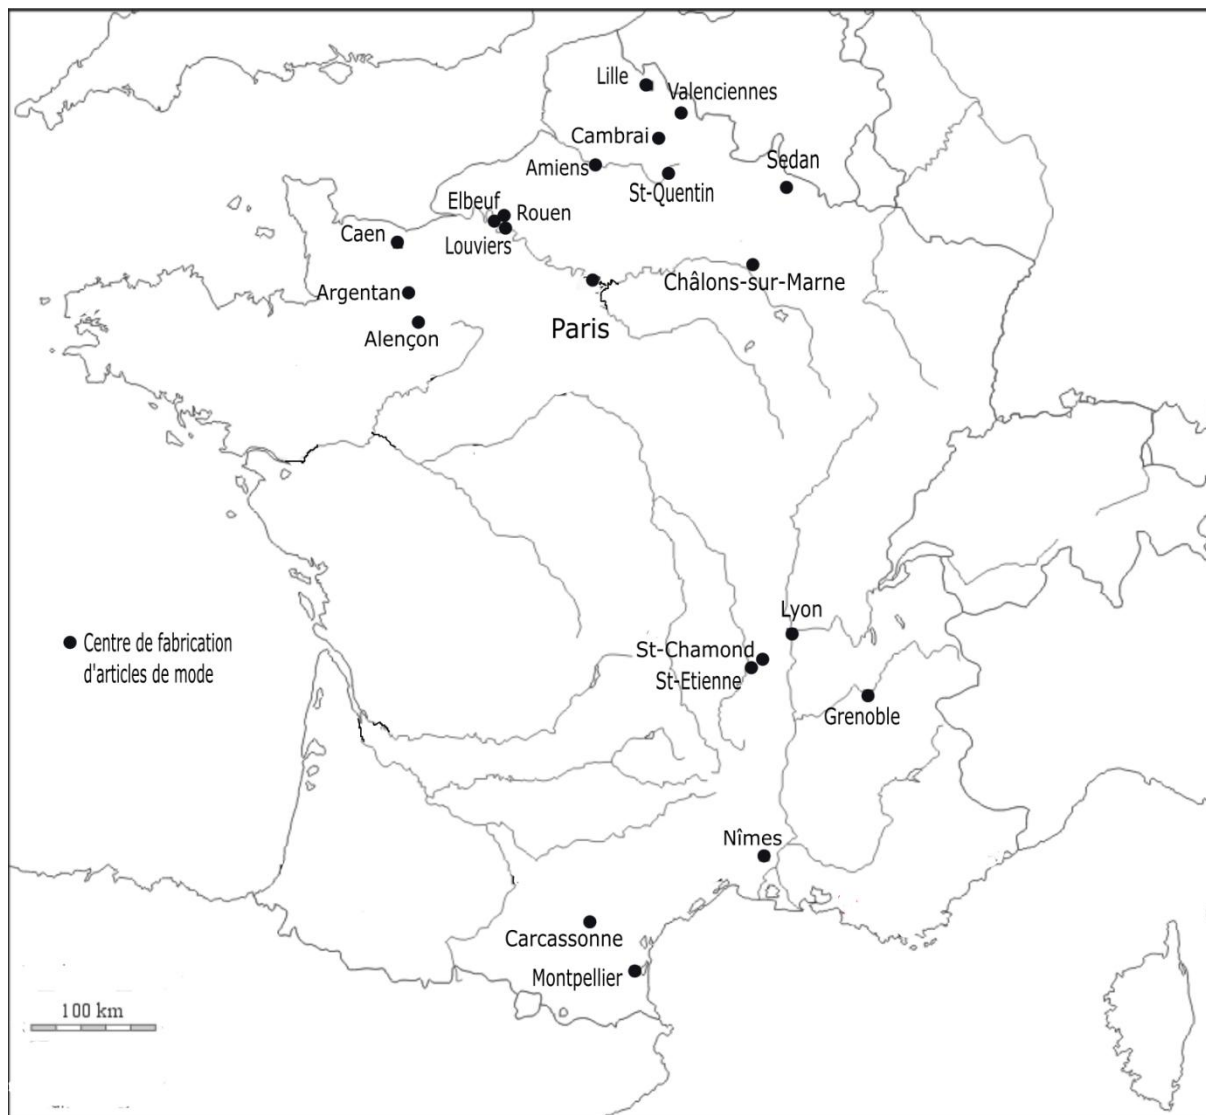 Lille
Valenciennes
Cambrai
Sedan
Amiens
St-Quentin
Elbeuf
Rouen
Caen
Louviers
Châlons-sur-Marne
Argentan
Paris
Alençon
Lyon
Centre de fabrication
d'articles de mode
St-Chamond
St-Etienne
Grenoble
Nîmes
Carcassonne
Montpellier
100 km